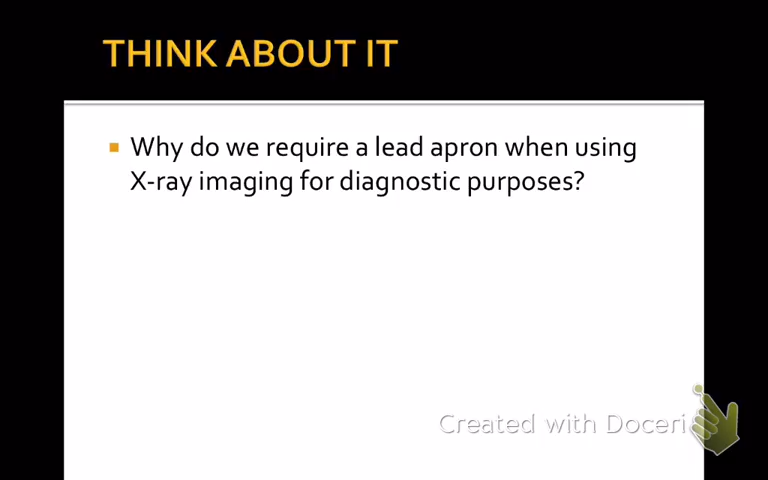 THINK ABOUT IT
Why do we require a lead apron when using
X-ray imaging for diagnostic purposes?
Created with Doceri